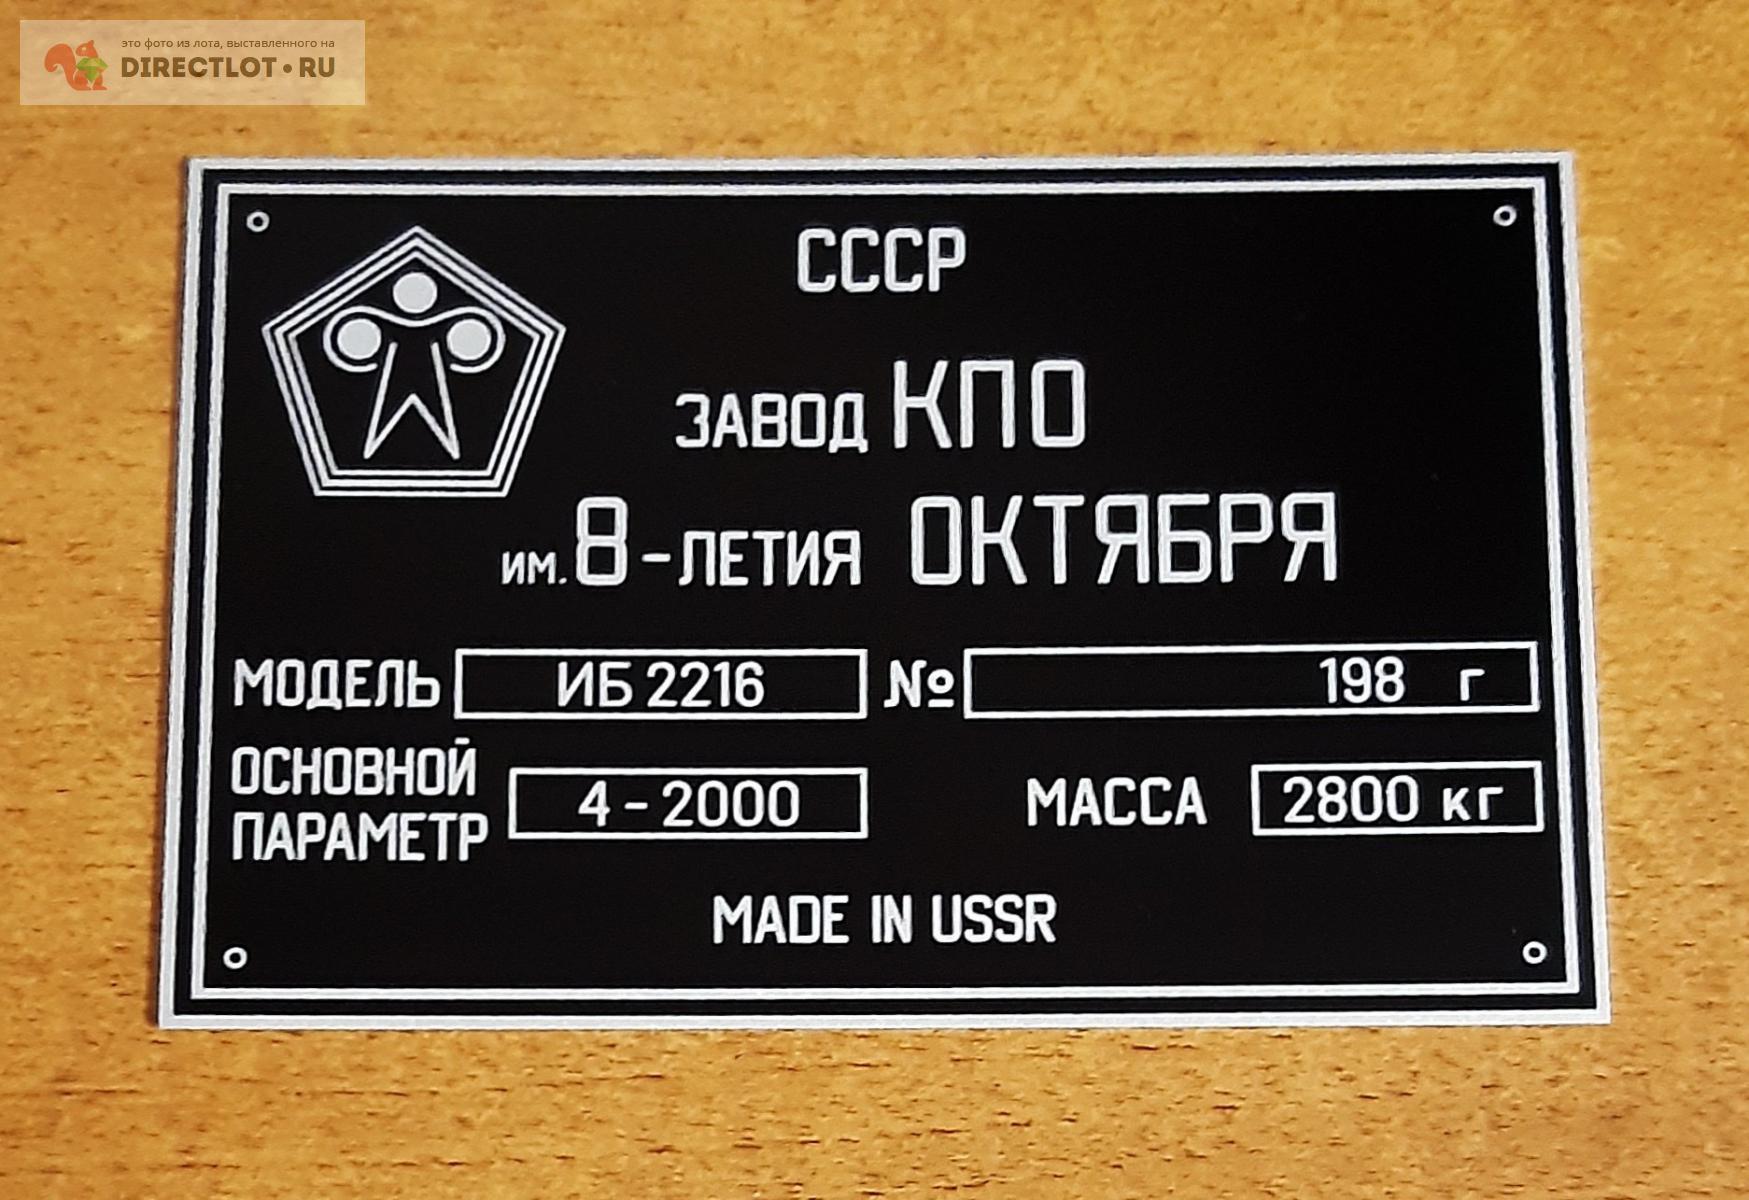 это фото из лота, выставленного на
DIRECTLOT•RU
СССР
ЗАВОД КПО
им. 8-ЛЕТИЯ ОКТЯБРЯ
МОДЕЛЬ ИБ 2216 № 198 г
ОСНОВНОЙ
ПАРАМЕТР 4-2000 МАССА 2800 кг
MADE IN USSR